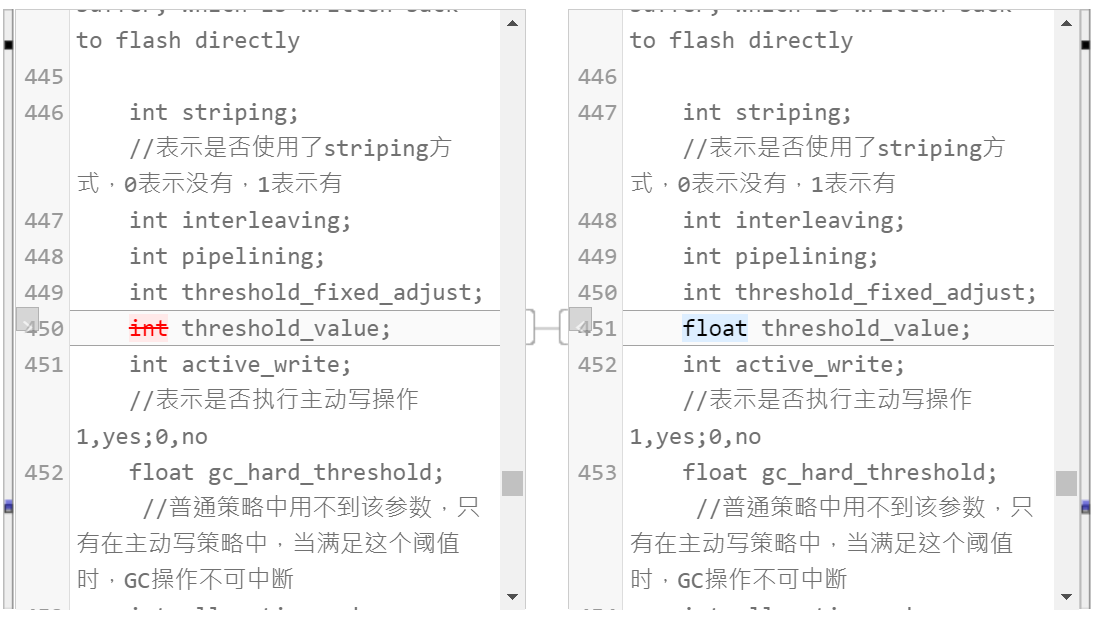 to flash directly
445
446 int striping;
//表示是否使用了striping方
式，0表示没有，1表示有
447 int interleaving;
448 int pipelining;
449 int threshold_fixed_adjust;
450 int threshold_value;
451 int active_write;
//表示是否执行主动写操作
1,yes;0,no
452 float gc_hard_threshold;
//普通策略中用不到该参数，只
有在主动写策略中，当满足这个阈值
时，GC操作不可中断
to flash directly
446
447 int striping;
//表示是否使用了striping方
式，0表示没有，1表示有
448 int interleaving;
449 int pipelining;
450 int threshold_fixed_adjust;
451 float threshold_value;
452 int active_write;
//表示是否执行主动写操作
1,yes;0,no
453 float gc_hard_threshold;
//普通策略中用不到该参数，只
有在主动写策略中，当满足这个阈值
时，GC操作不可中断